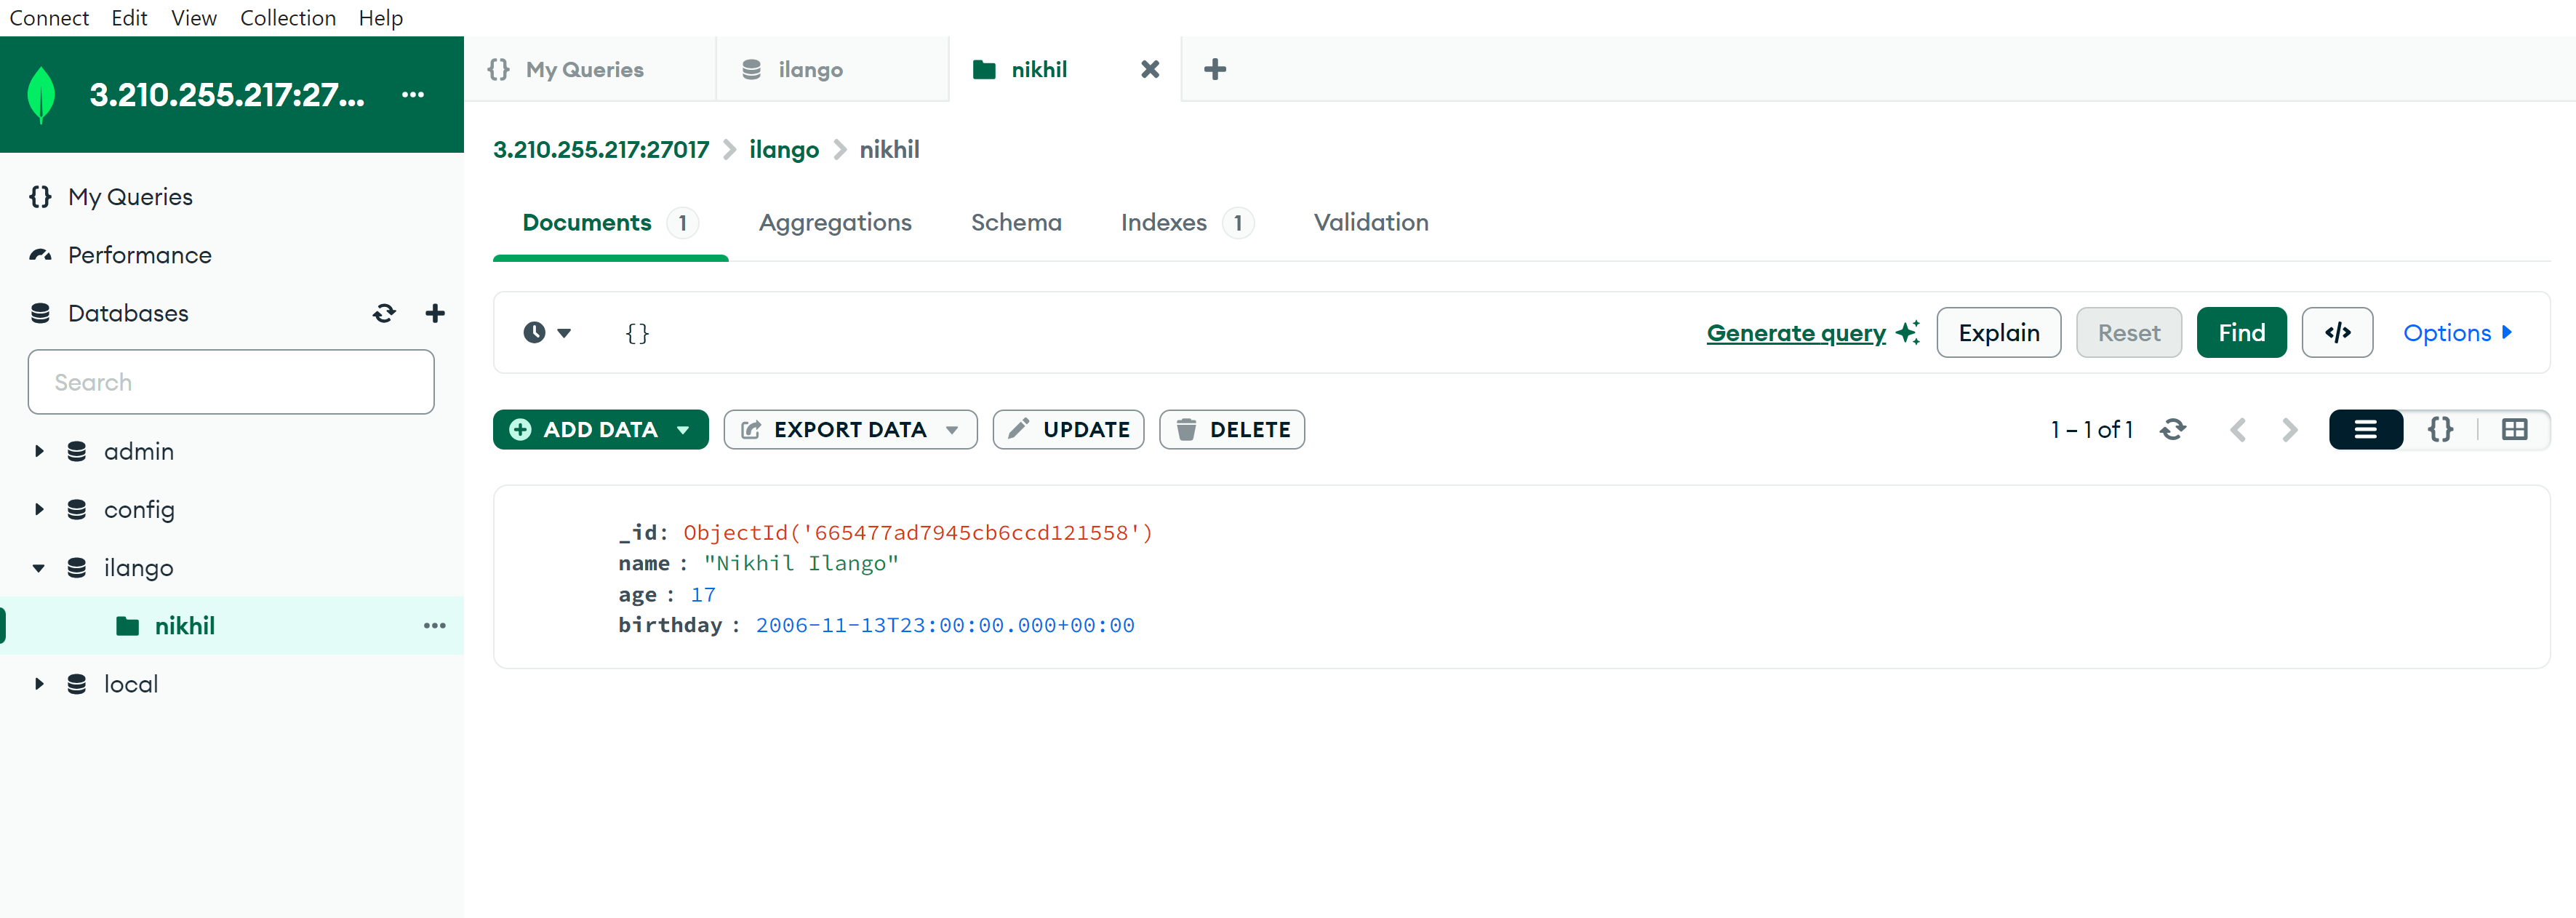 Connect Edit View Collection Help
3.210.255.217:27... ...
My Queries
Performance
Databases
Search
admin
config
ilango
nikhil ...
local
{} My Queries ilango nikhil
3.210.255.217:27017 > ilango > nikhil
Documents 1 Aggregations Schema Indexes 1 Validation
{} Generate query Explain Reset Find </> Options
ADD DATA EXPORT DATA UPDATE DELETE 1 – 1 of 1 {}
_id: ObjectId('665477ad7945cb6ccd121558')
name : "Nikhil Ilango"
age : 17
birthday : 2006-11-13T23:00:00.000+00:00